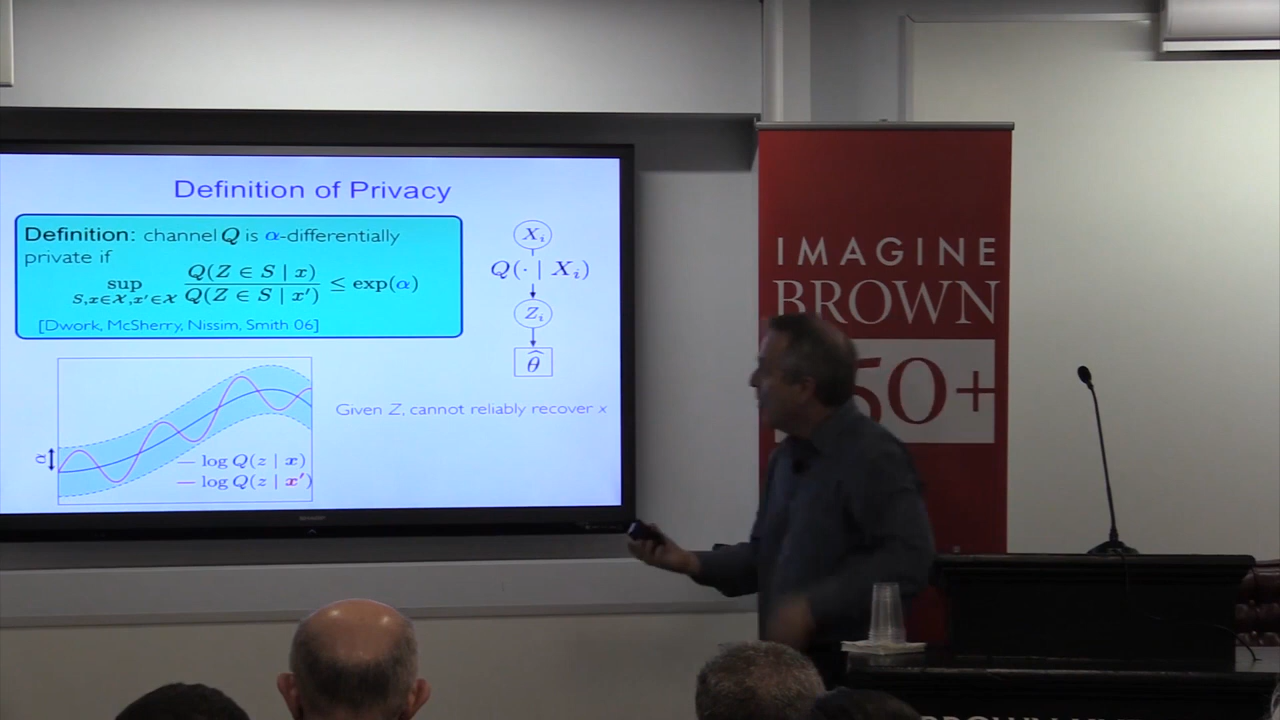 Definition of Privacy
Definition: channel Q is α-differentially
private if
sup Q(Z ∈ S | x) / Q(Z ∈ S | x') ≤ exp(α)
S,x∈𝒳,x'∈𝒳
[Dwork, McSherry, Nissim, Smith 06]
X_i
Q(· | X_i)
Z_i
θ̂
Given Z, cannot reliably recover x
α
— log Q(z | x)
— log Q(z | x')
IMAGINE
BROWN
50+